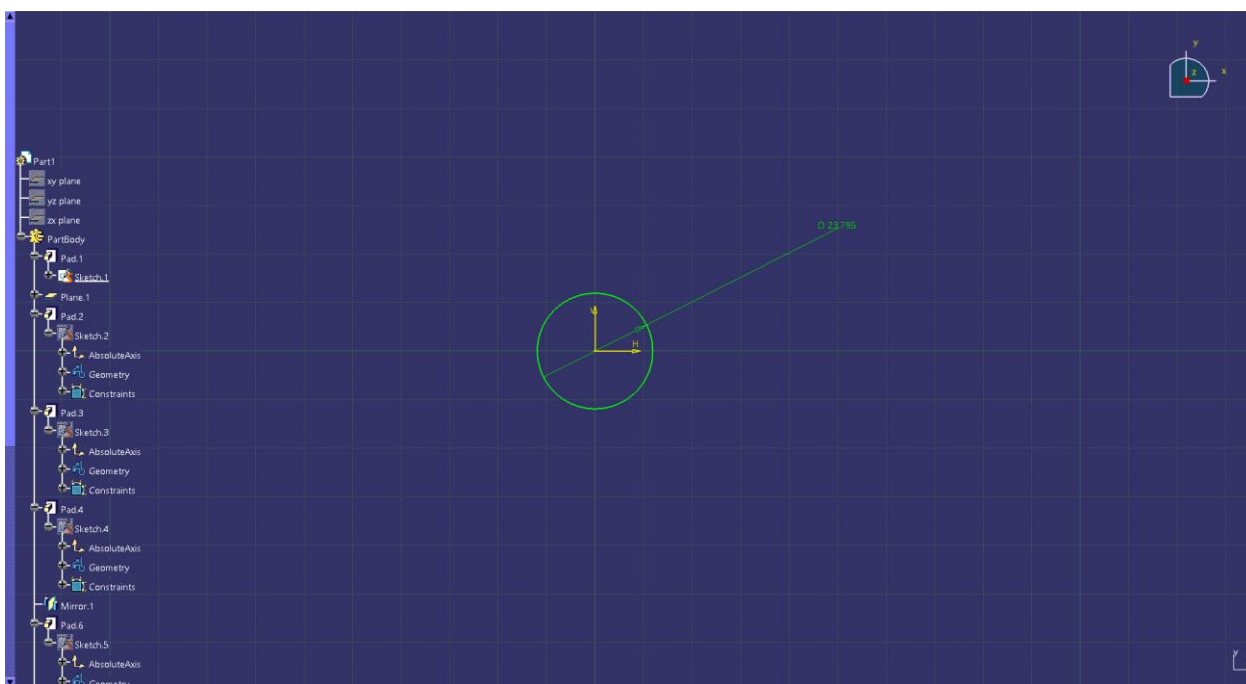 y
z x
Part1
xy plane
yz plane
zx plane
PartBody
D 23.795
Pad.1
Sketch.1
Plane.1
Pad.2
V
Sketch.2
H
AbsoluteAxis
Geometry
Constraints
Pad.3
Sketch.3
AbsoluteAxis
Geometry
Constraints
Pad.4
Sketch.4
AbsoluteAxis
Geometry
Constraints
Mirror.1
Pad.6
Sketch.5
y
AbsoluteAxis
Geometry